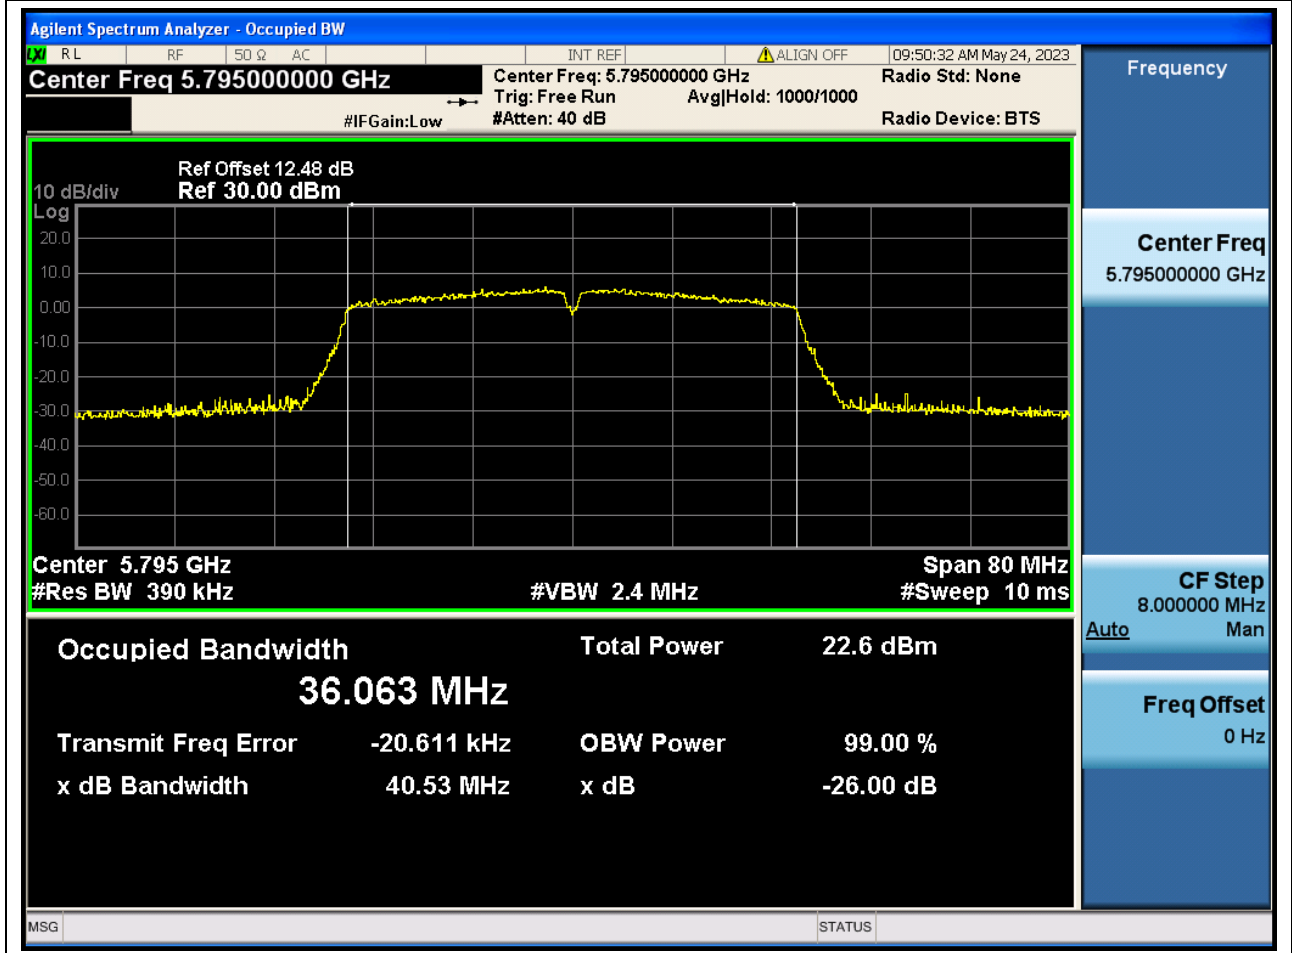 Agilent Spectrum Analyzer - Occupied BW
LXI RL RF 50 Ω AC INT REF ALIGN OFF 09:50:32 AM May 24, 2023
Center Freq 5.795000000 GHz
Center Freq: 5.795000000 GHz
Radio Std: None
Trig: Free Run Avg|Hold: 1000/1000
#IFGain:Low
#Atten: 40 dB
Radio Device: BTS
Frequency
Ref Offset 12.48 dB
10 dB/div Ref 30.00 dBm
Log
20.0
10.0
0.00
-10.0
-20.0
-30.0
-40.0
-50.0
-60.0
Center 5.795 GHz Span 80 MHz
#Res BW 390 kHz #VBW 2.4 MHz #Sweep 10 ms
Center Freq
5.795000000 GHz
CF Step
8.000000 MHz
Auto Man
Freq Offset
0 Hz
Occupied Bandwidth Total Power 22.6 dBm
36.063 MHz
Transmit Freq Error -20.611 kHz OBW Power 99.00 %
x dB Bandwidth 40.53 MHz x dB -26.00 dB
MSG STATUS